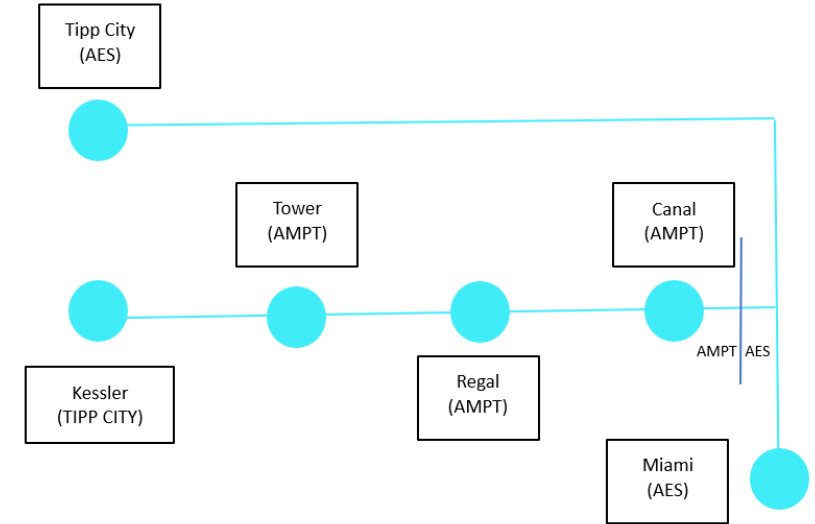 Tipp City
(AES)
Tower
(AMPT)
Canal
(AMPT)
AMPT
AES
Kessler
(TIPP CITY)
Regal
(AMPT)
Miami
(AES)